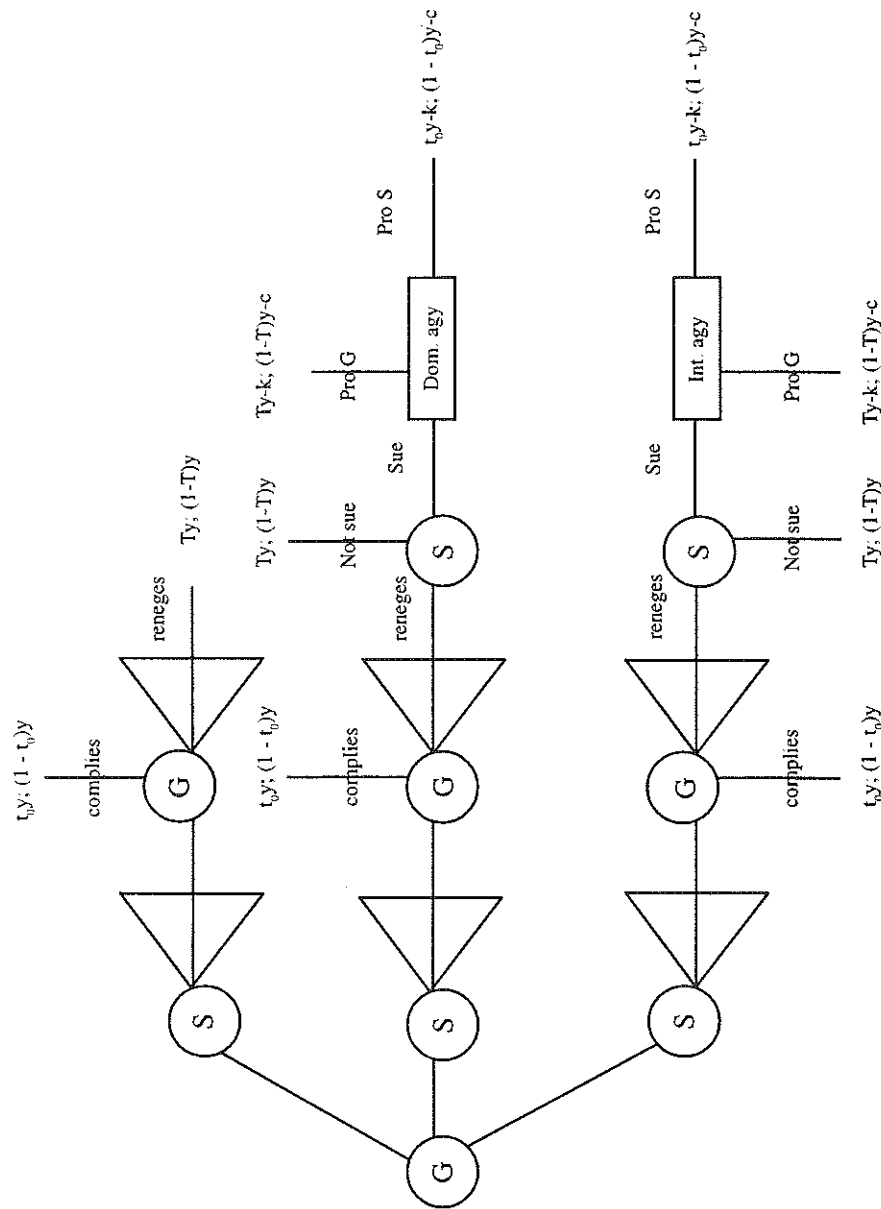 t₀y; (1 - t₀)y
complies
reneges
Ty; (1-T)y
S
G
t₀y; (1 - t₀)y
Ty; (1-T)y
Ty-k; (1-T)y-c
complies
Not sue
Pro G
reneges
Sue
Pro S
G
S
G
S
Dom. agy
t₀y-k; (1 - t₀)y-c
reneges
Sue
Pro S
S
G
S
Int. agy
t₀y-k; (1 - t₀)y-c
complies
Not sue
Pro G
t₀y; (1 - t₀)y
Ty; (1-T)y
Ty-k; (1-T)y-c